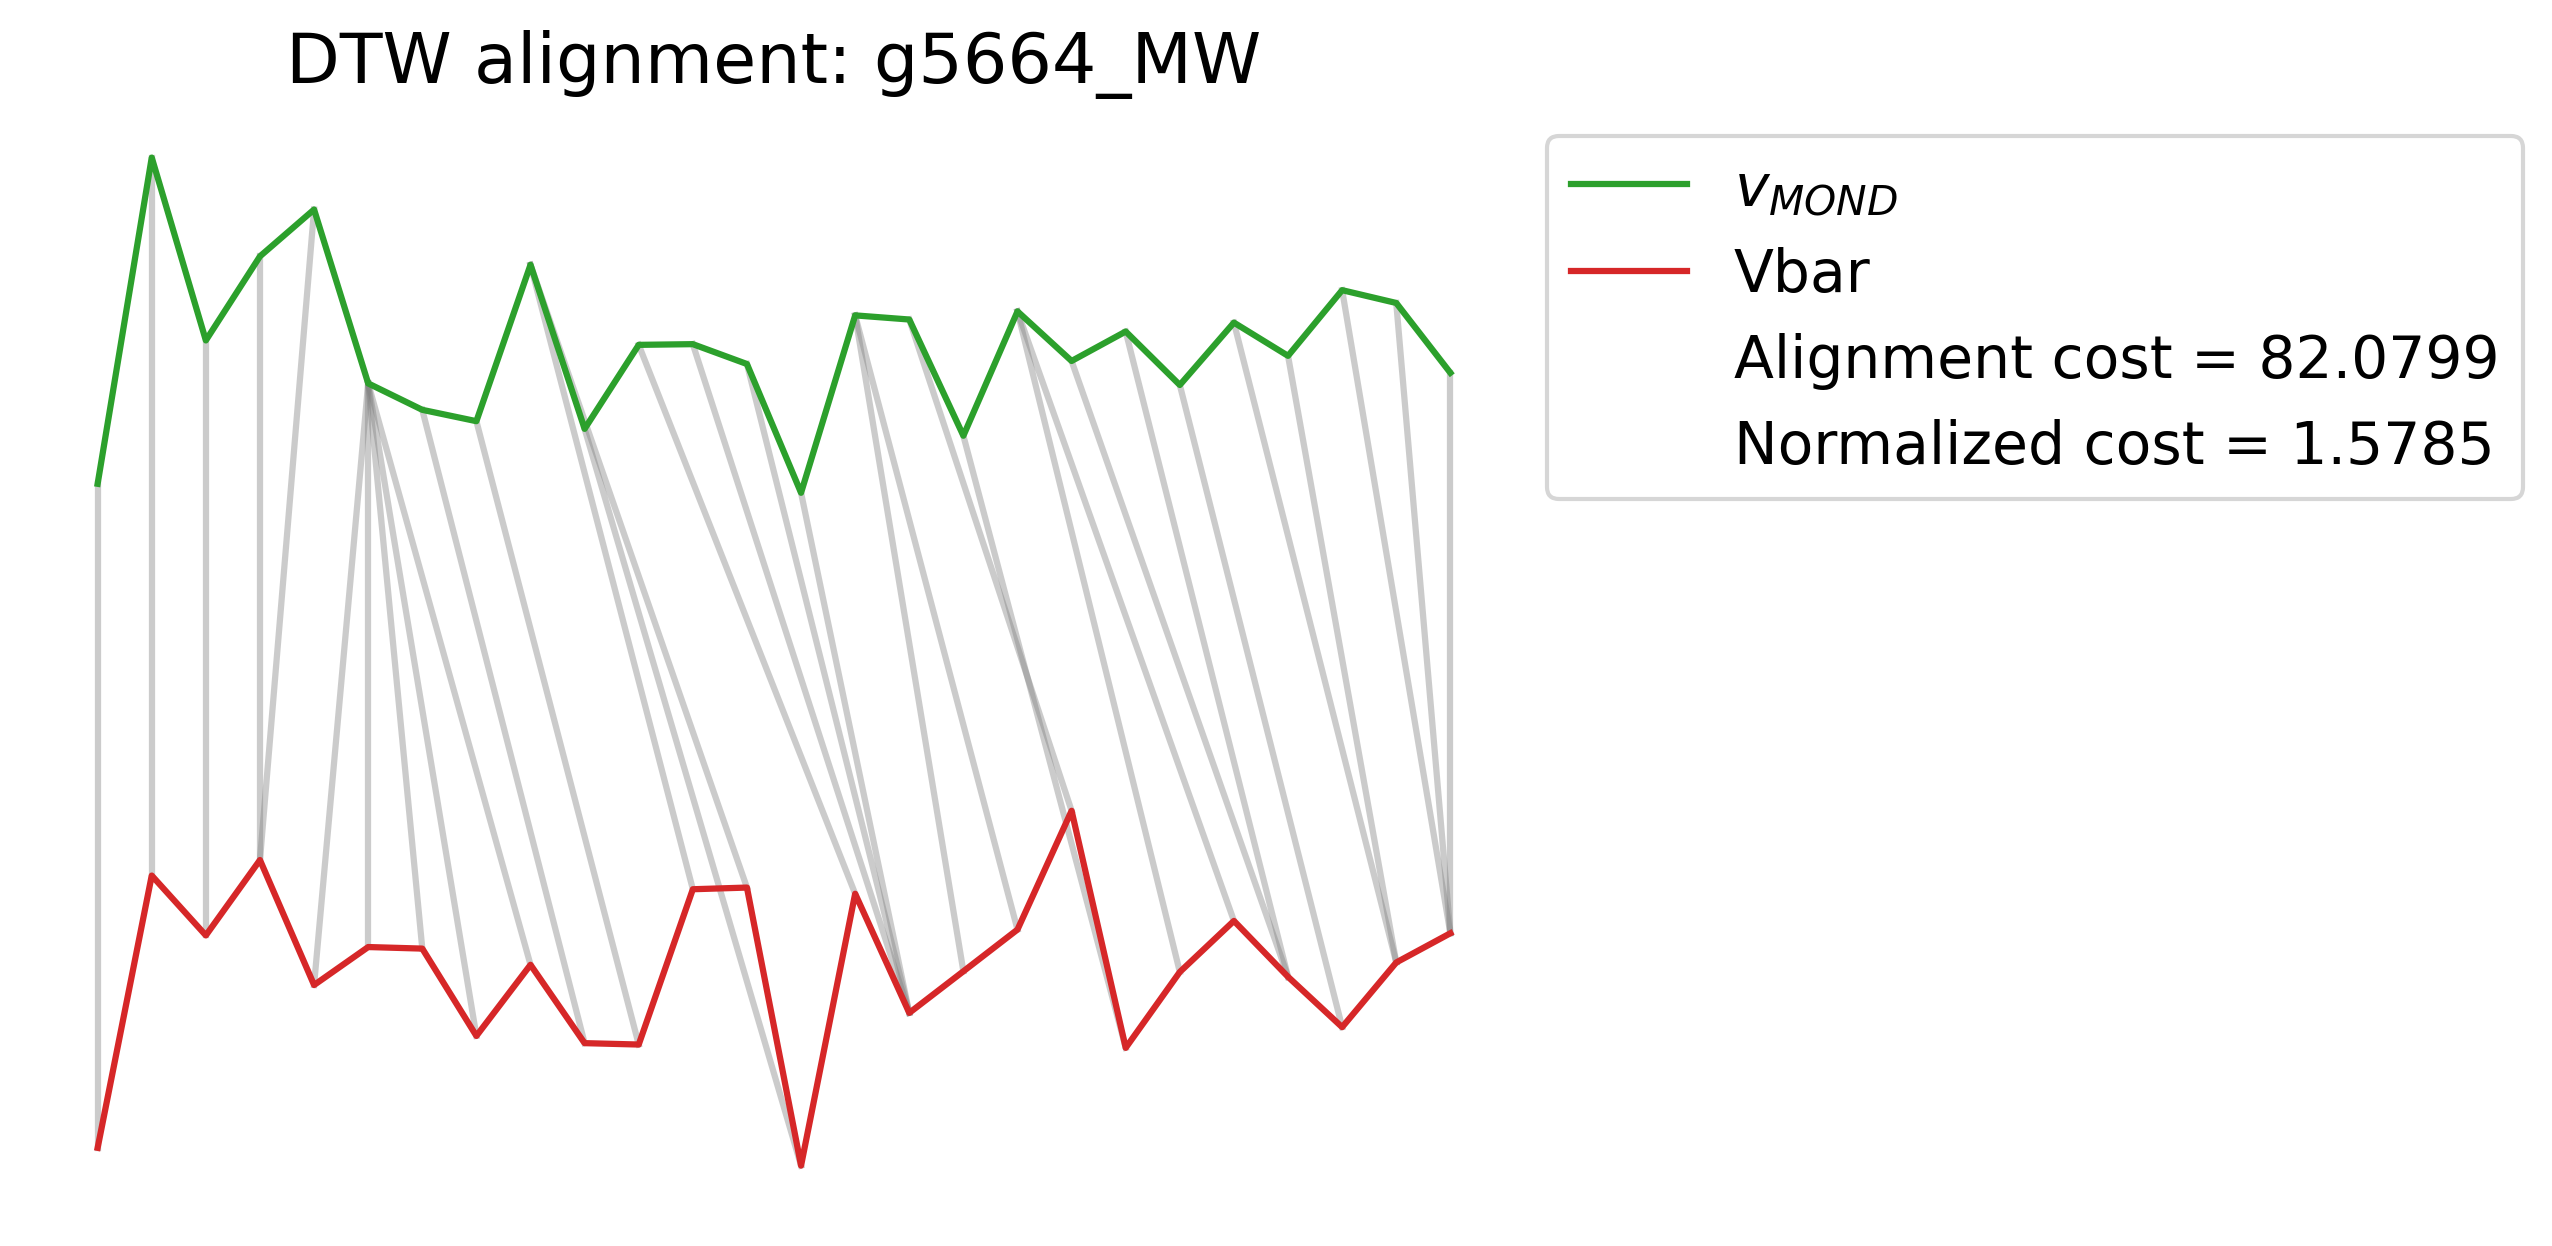 DTW alignment: g5664_MW
v_MOND
Vbar
Alignment cost = 82.0799
Normalized cost = 1.5785